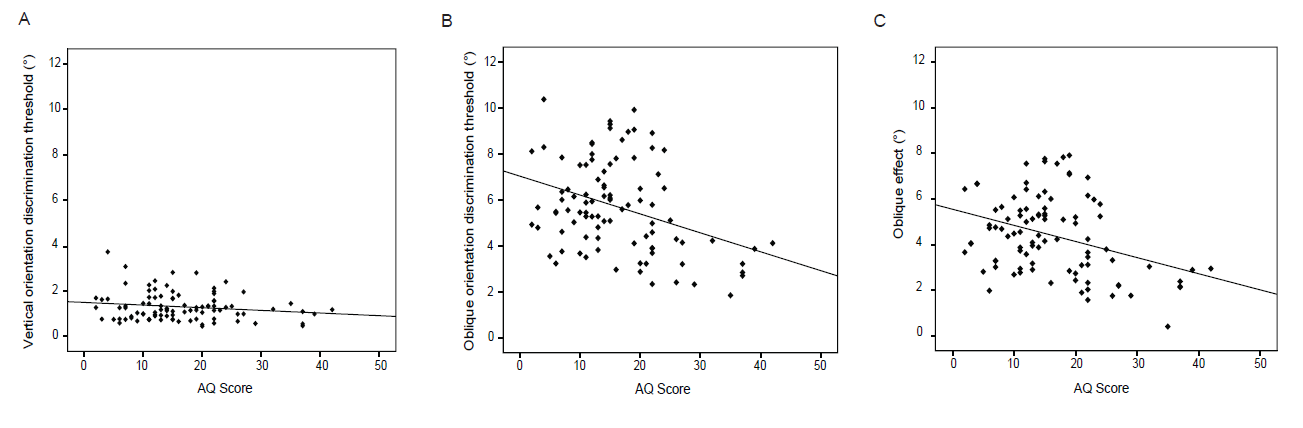 A
Vertical orientation discrimination threshold (°)
12
10
8
6
4
2
0
0 10 20 30 40 50
AQ Score
B
Oblique orientation discrimination threshold (°)
12
10
8
6
4
2
0
0 10 20 30 40 50
AQ Score
C
Oblique effect (°)
12
10
8
6
4
2
0
0 10 20 30 40 50
AQ Score